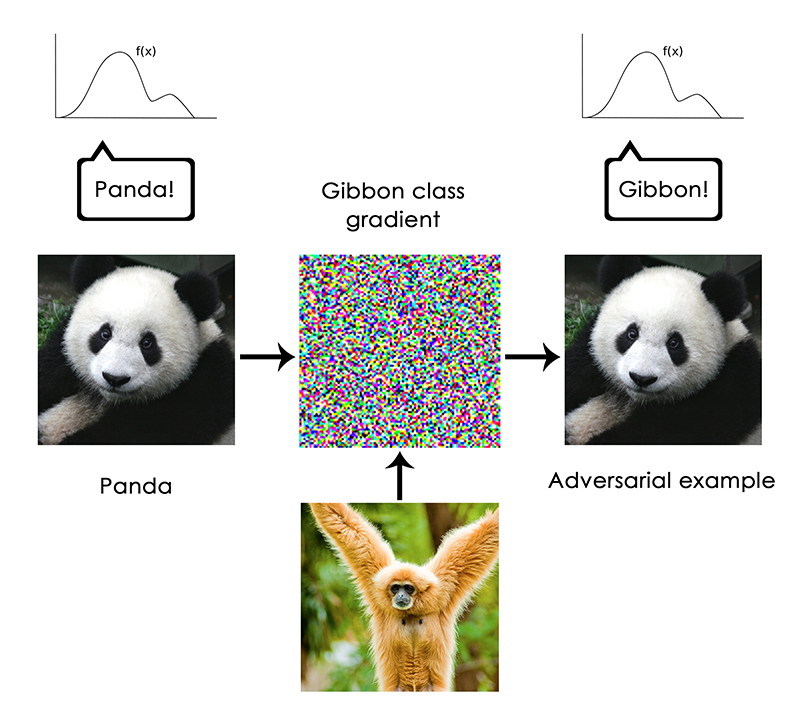 f(x)
f(x)
Panda!
Gibbon class
gradient
Gibbon!
Panda
Adversarial example